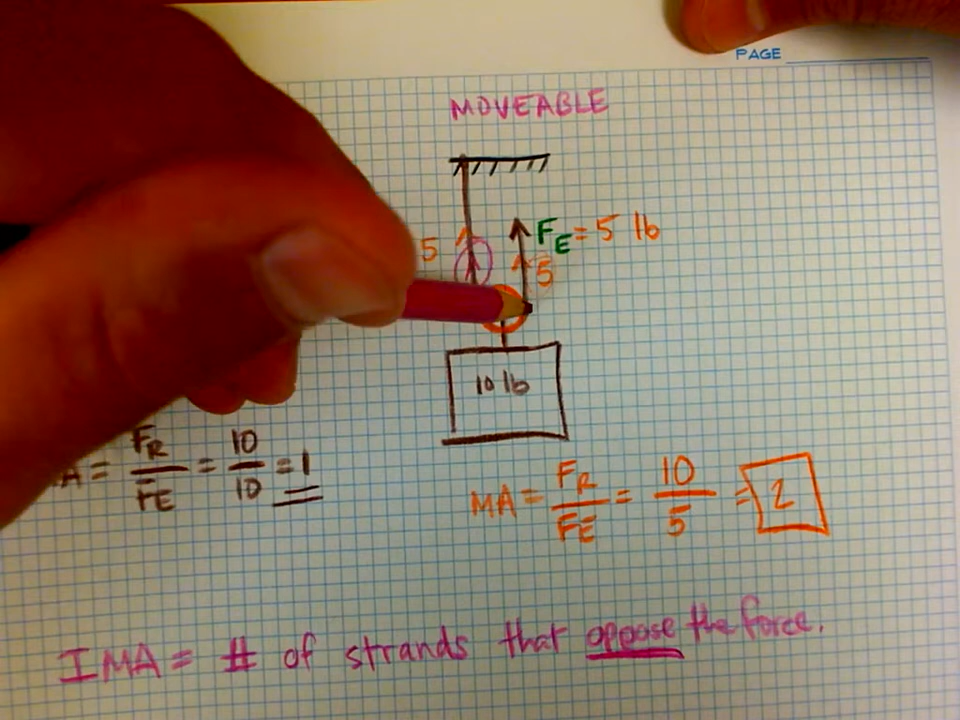 PAGE
MOVEABLE
5
FE = 5 lb
5
10 lb
A = FR/FE = 10/10 = 1
MA = FR/FE = 10/5 = 2
IMA = # of strands that oppose the force.